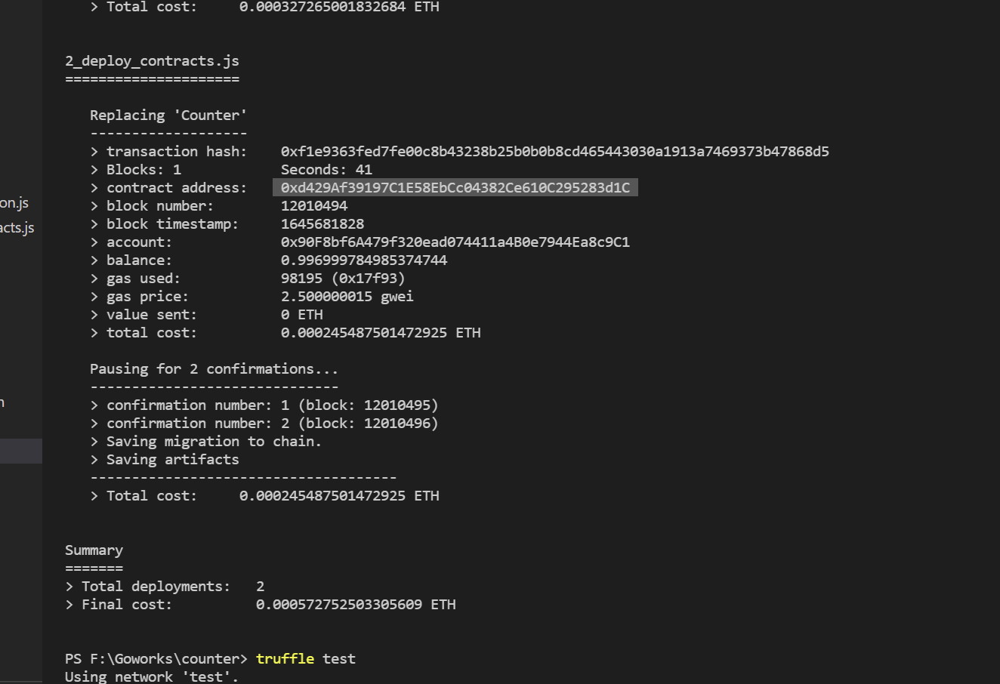 > Total cost:     0.000327265001832684 ETH
2_deploy_contracts.js
=====================
Replacing 'Counter'
-------------------
> transaction hash:    0xf1e9363fed7fe00c8b43238b25b0b0b8cd465443030a1913a7469373b47868d5
> Blocks: 1            Seconds: 41
> contract address:    0xd429Af39197C1E58EbCc04382Ce610C295283d1C
on.js
> block number:        12010494
> block timestamp:     1645681828
acts.js
> account:             0x90F8bf6A479f320ead074411a4B0e7944Ea8c9C1
> balance:             0.996999784985374744
> gas used:            98195 (0x17f93)
> gas price:           2.500000015 gwei
> value sent:          0 ETH
> total cost:          0.000245487501472925 ETH
Pausing for 2 confirmations...
------------------------------
n
> confirmation number: 1 (block: 12010495)
> confirmation number: 2 (block: 12010496)
> Saving migration to chain.
> Saving artifacts
-------------------------------------
> Total cost:     0.000245487501472925 ETH
Summary
=======
> Total deployments:   2
> Final cost:          0.000572752503305609 ETH
PS F:\Goworks\counter> truffle test
Using network 'test'.